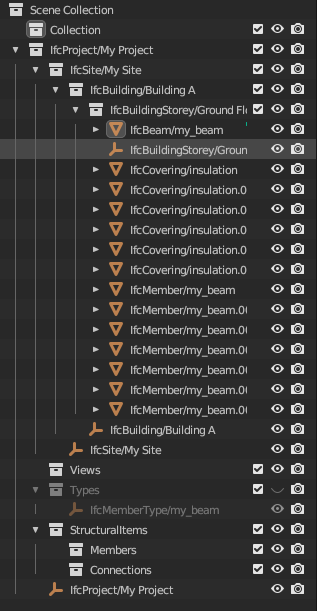 Scene Collection
Collection
IfcProject/My Project
IfcSite/My Site
IfcBuilding/Building A
IfcBuildingStorey/Ground Fl
IfcBeam/my_beam
IfcBuildingStorey/Groun
IfcCovering/insulation
IfcCovering/insulation.0
IfcCovering/insulation.0
IfcCovering/insulation.0
IfcCovering/insulation.0
IfcCovering/insulation.0
IfcMember/my_beam
IfcMember/my_beam.0
IfcMember/my_beam.0
IfcMember/my_beam.0
IfcMember/my_beam.0
IfcMember/my_beam.0
IfcMember/my_beam.0
IfcBuilding/Building A
IfcSite/My Site
Views
Types
IfcMemberType/my_beam
StructuralItems
Members
Connections
IfcProject/My Project